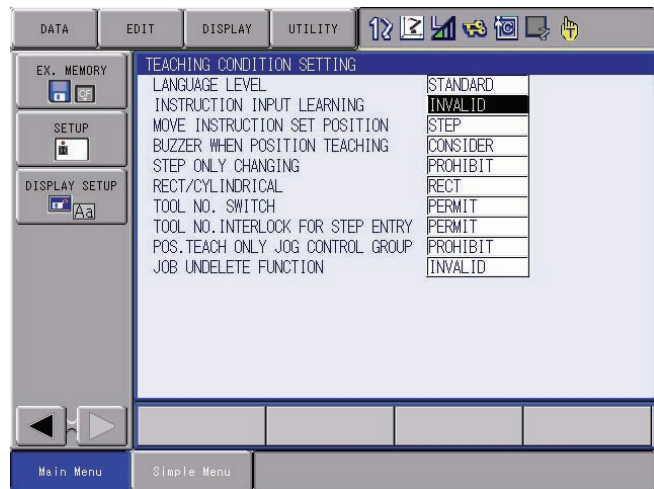 DATA EDIT DISPLAY UTILITY
EX. MEMORY
CF
SETUP
DISPLAY SETUP
Aa
TEACHING CONDITION SETTING
LANGUAGE LEVEL STANDARD
INSTRUCTION INPUT LEARNING INVALID
MOVE INSTRUCTION SET POSITION STEP
BUZZER WHEN POSITION TEACHING CONSIDER
STEP ONLY CHANGING PROHIBIT
RECT/CYLINDRICAL RECT
TOOL NO. SWITCH PERMIT
TOOL NO.INTERLOCK FOR STEP ENTRY PERMIT
POS.TEACH ONLY JOG CONTROL GROUP PROHIBIT
JOB UNDELETE FUNCTION INVALID
Main Menu Simple Menu